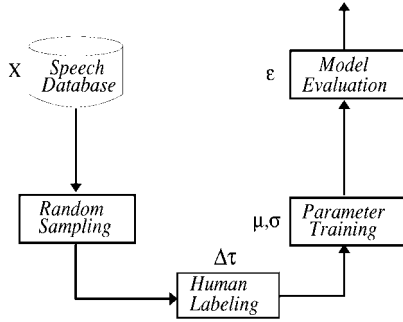 X
Speech
Database
Random
Sampling
Δτ
Human
Labeling
μ,σ
Parameter
Training
ε
Model
Evaluation